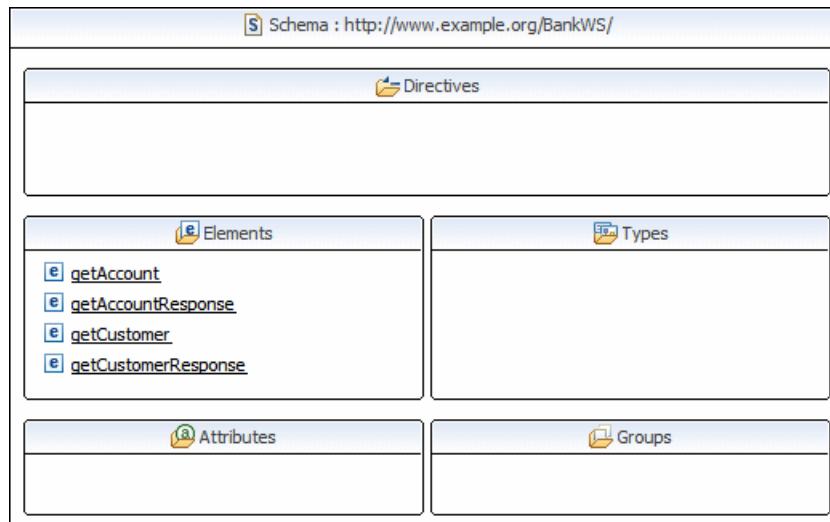 S Schema : http://www.example.org/BankWS/
Directives
e Elements
Types
e getAccount
e getAccountResponse
e getCustomer
e getCustomerResponse
a Attributes
Groups